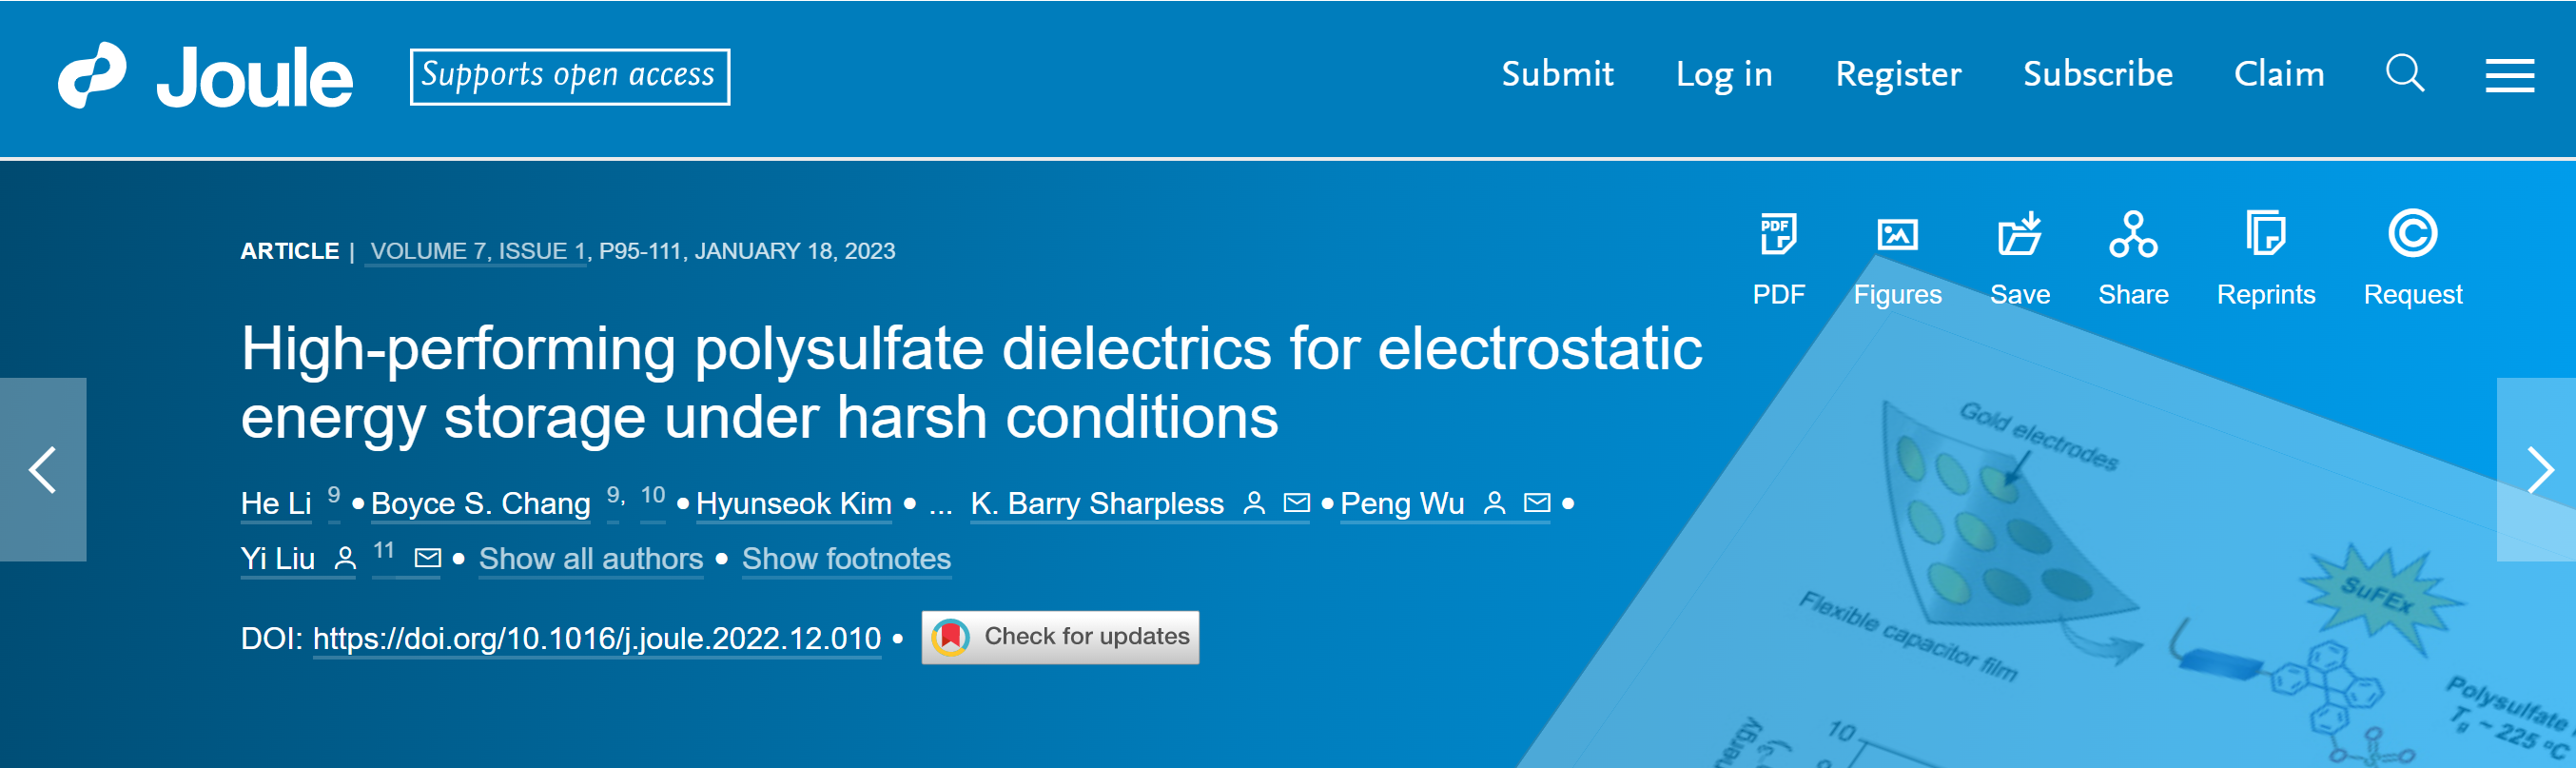 Joule
Supports open access
Submit Log in Register Subscribe Claim
PDF Figures Save Share Reprints Request
ARTICLE | VOLUME 7, ISSUE 1, P95-111, JANUARY 18, 2023
High-performing polysulfate dielectrics for electrostatic
energy storage under harsh conditions
He Li 9 • Boyce S. Chang 9, 10 • Hyunseok Kim • ... K. Barry Sharpless • Peng Wu •
Yi Liu 11 • Show all authors • Show footnotes
DOI: https://doi.org/10.1016/j.joule.2022.12.010 •
Check for updates
Gold electrodes
Flexible capacitor film
SuFEx
Polysulfate
Tg ~ 225 ºC
10